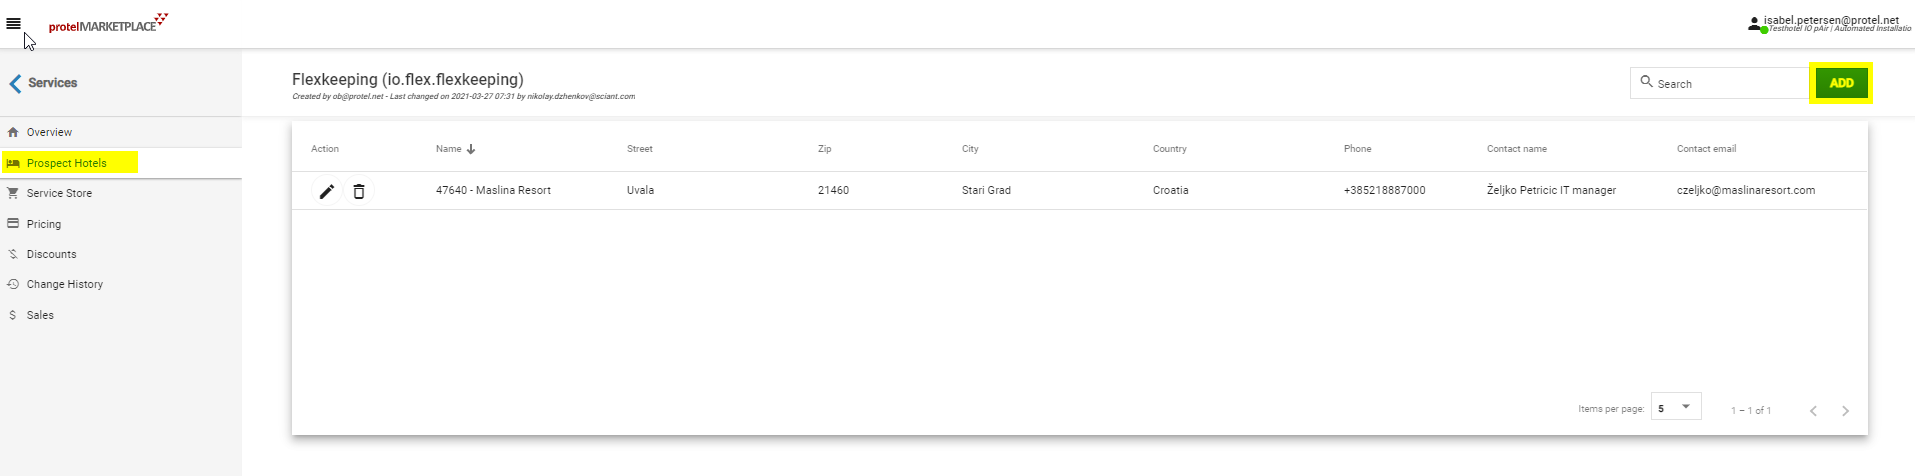 protelMARKETPLACE
isabel.petersen@protel.net
Testhotel IO pAir | Automated Installatio
Services
Flexkeeping (io.flex.flexkeeping)
Created by ob@protel.net - Last changed on 2021-03-27 07:31 by nikolay.dzhenkov@sciant.com
Search
ADD
Overview
Prospect Hotels
Service Store
Pricing
Discounts
Change History
Sales
Action Name Street Zip City Country Phone Contact name Contact email
47640 - Maslina Resort Uvala 21460 Stari Grad Croatia +385218887000 Željko Petricic IT manager czeljko@maslinaresort.com
Items per page: 5 1 – 1 of 1